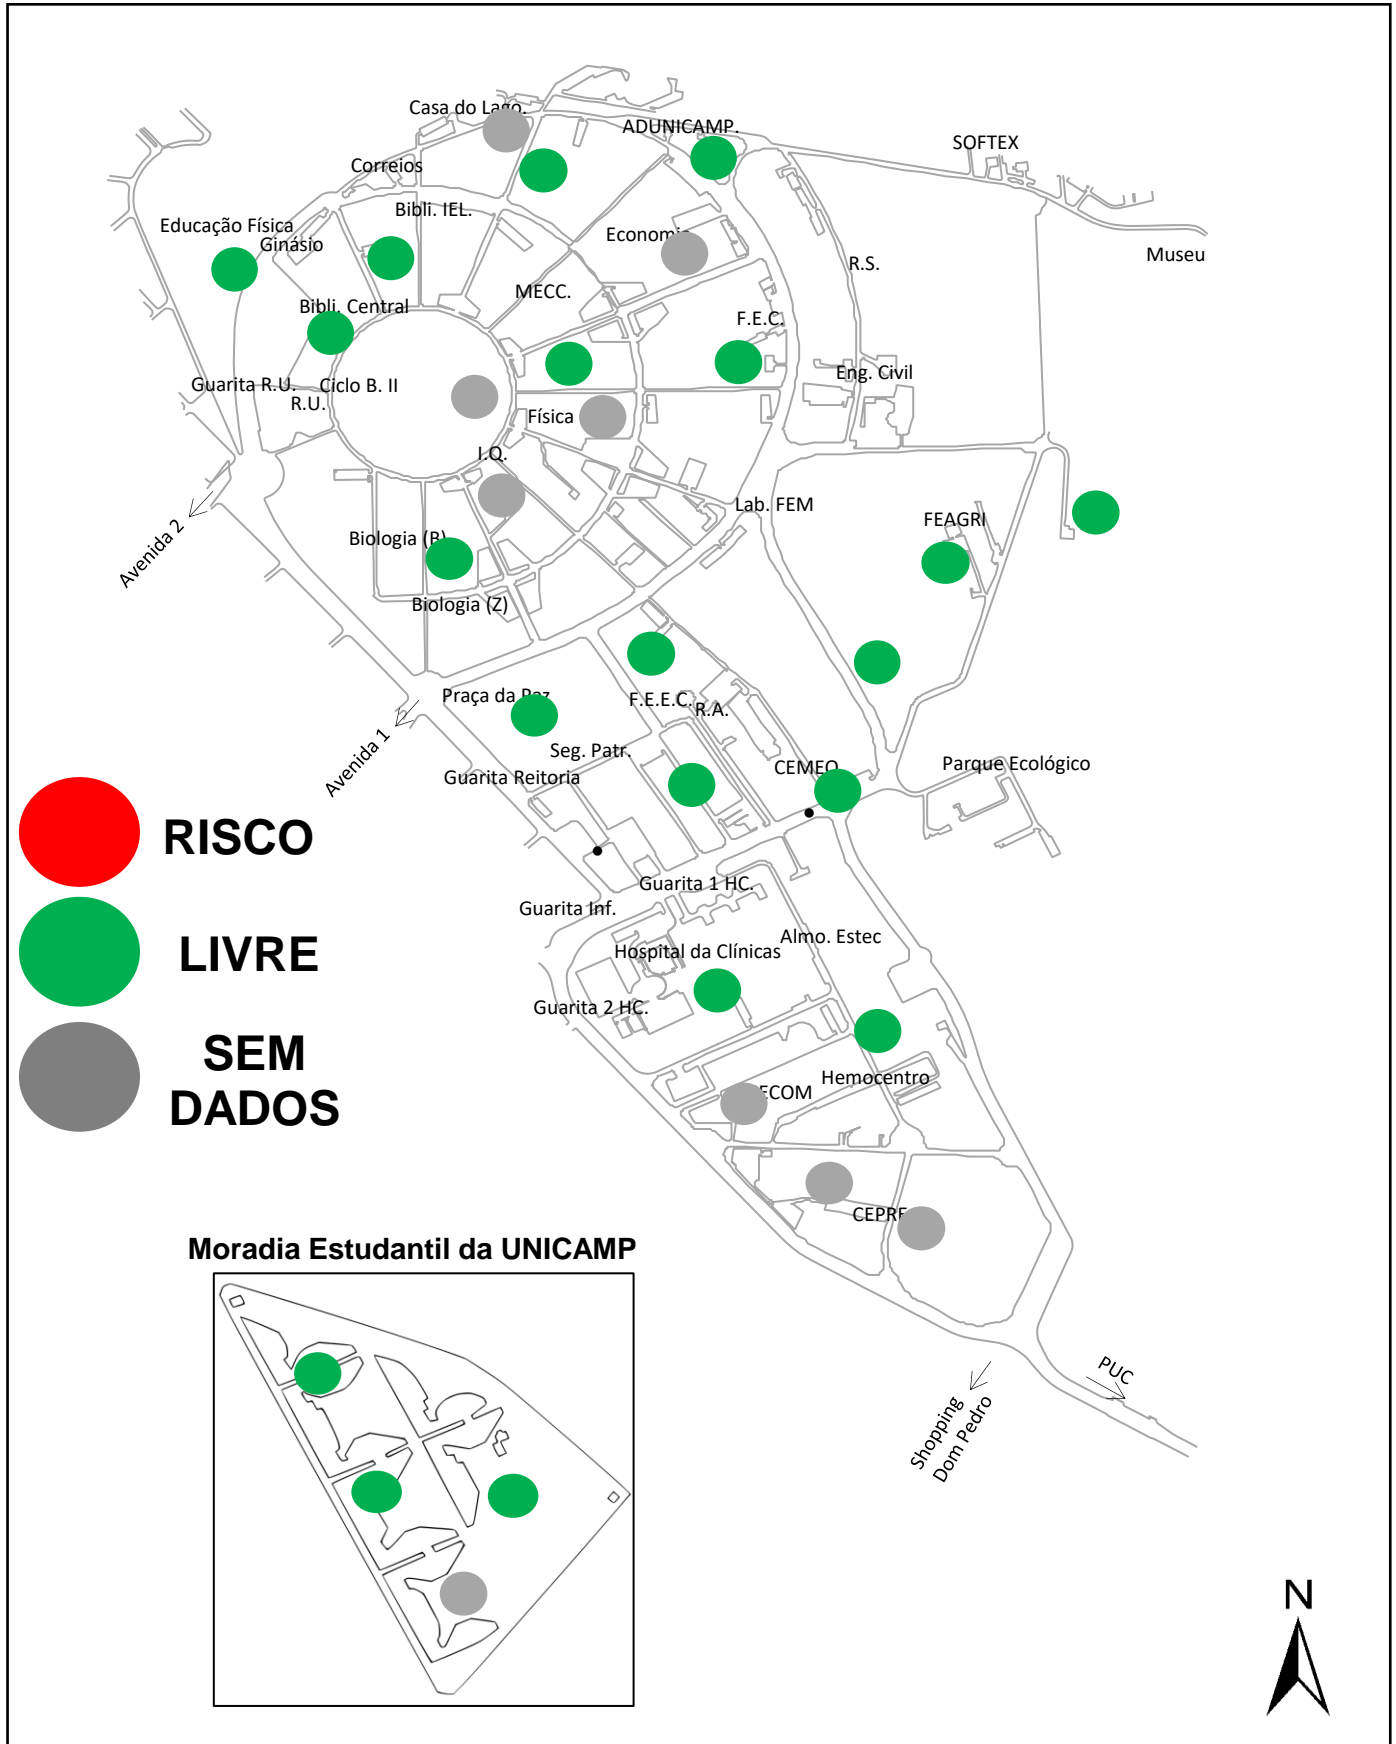 Casa do Lago.
ADUNICAMP.
SOFTEX
Correios
Bibli. IEL.
Educação Física
Ginásio
Economia
Museu
R.S.
MECC.
Bibli. Central
F.E.C.
Eng. Civil
Guarita R.U.
Ciclo B. II
R.U.
Física
I.Q.
Lab. FEM
FEAGRI
Avenida 2
Biologia (B)
Biologia (Z)
Praça da Paz
F.E.E.C.
R.A.
Avenida 1
Seg. Patr.
Guarita Reitoria
CEMEQ
Parque Ecológico
RISCO
Guarita 1 HC.
Guarita Inf.
LIVRE
Almo. Estec
Hospital da Clínicas
Guarita 2 HC.
SEM
DADOS
Hemocentro
ECOM
CEPRE
Moradia Estudantil da UNICAMP
PUC
Shopping
Dom Pedro
N